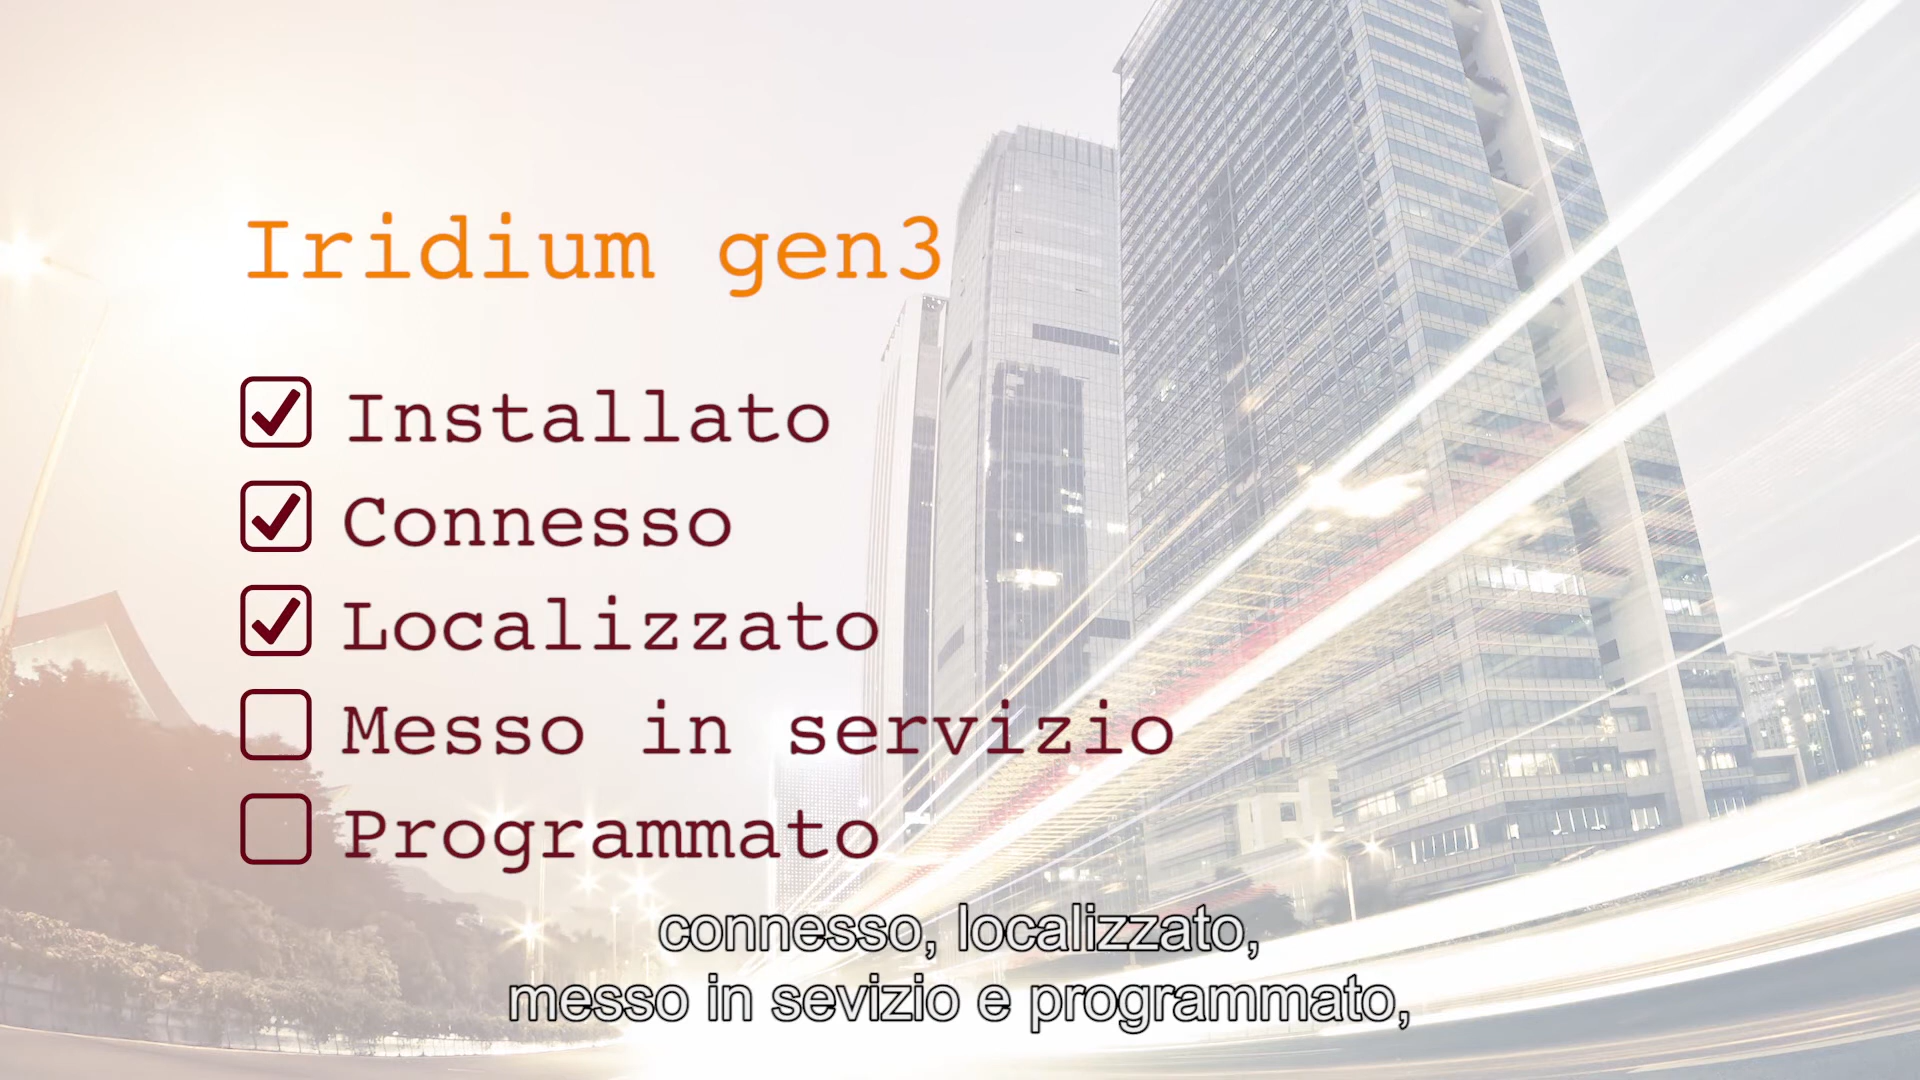 Iridium gen3
Installato
Connesso
Localizzato
Messo in servizio
Programmato
connesso, localizzato,
messo in sevizio e programmato,